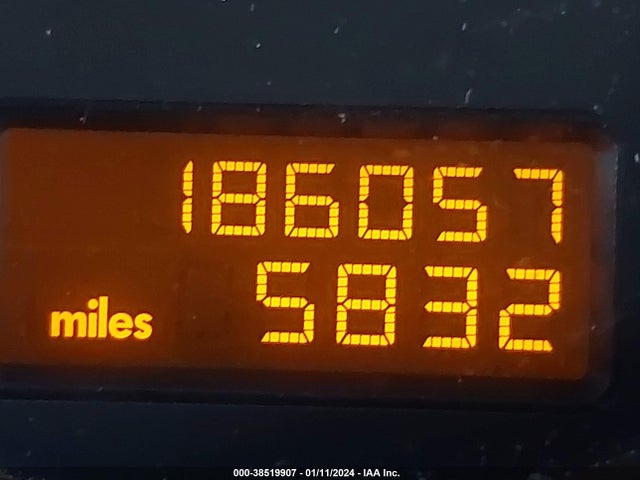 186057
miles 5832
000-38519907 - 01/11/2024 - IAA Inc.